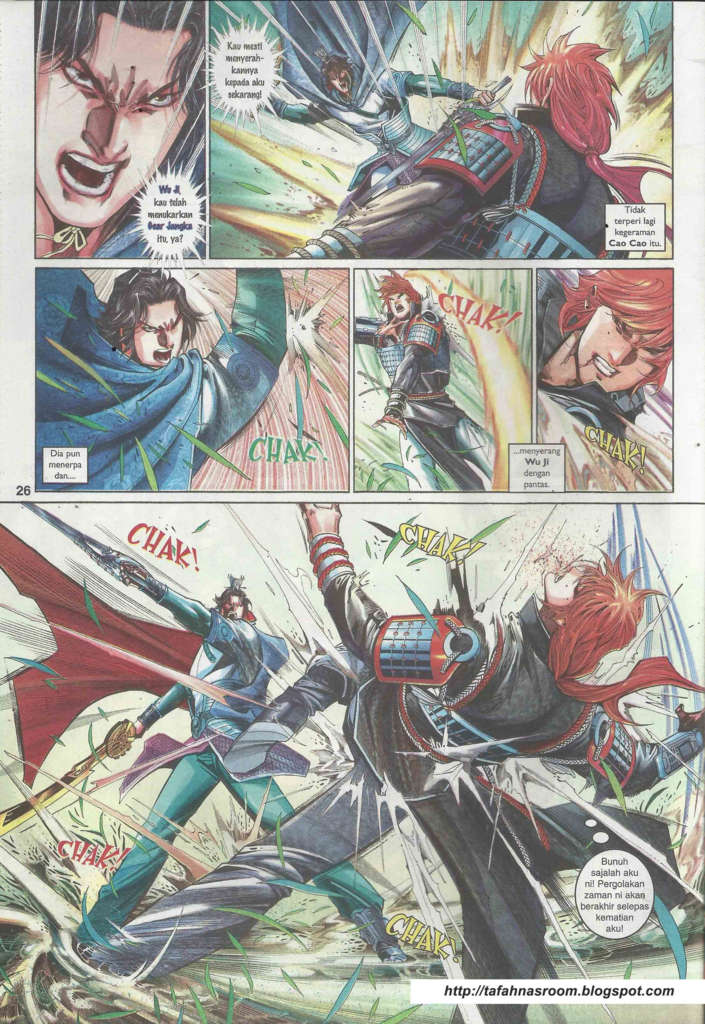 Wu Ji,
kau telah
menukarkan
Gear Jangka
itu, ya?
Kau mesti
menyerah-
kannya
kepada aku
sekarang!
Tidak
terperi lagi
kegeraman
Cao Cao itu.
Dia pun
menerpa
dan....
CHAK!
CHAK!
...menyerang
Wu Ji
dengan
pantas.
CHAK!
26
CHAK!
CHAK!
CHAK!
CHAK!
Bunuh
sajalah aku
ni! Pergolakan
zaman ni akan
berakhir selepas
kematian
aku!
http://tafahnasroom.blogspot.com